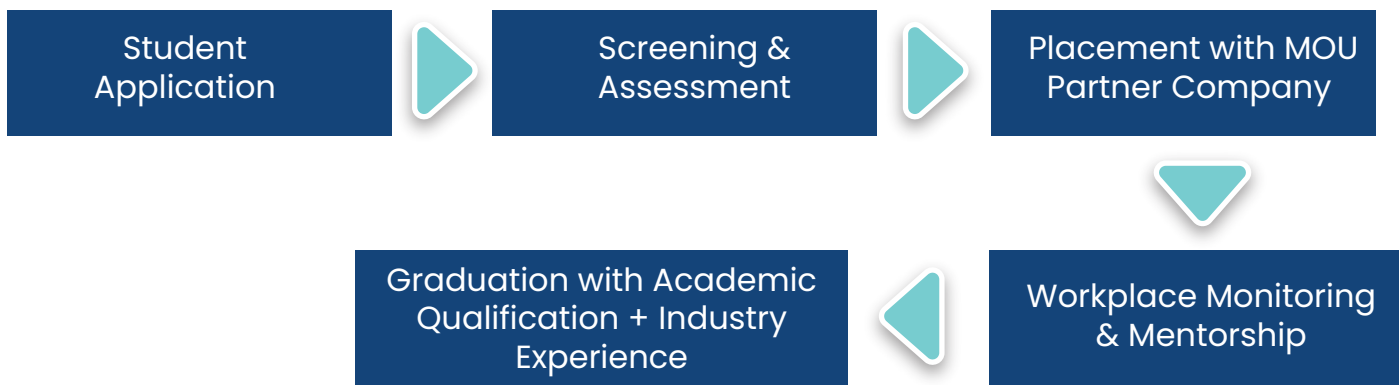 Student
Application
Screening &
Assessment
Placement with MOU
Partner Company
Workplace Monitoring
& Mentorship
Graduation with Academic
Qualification + Industry
Experience